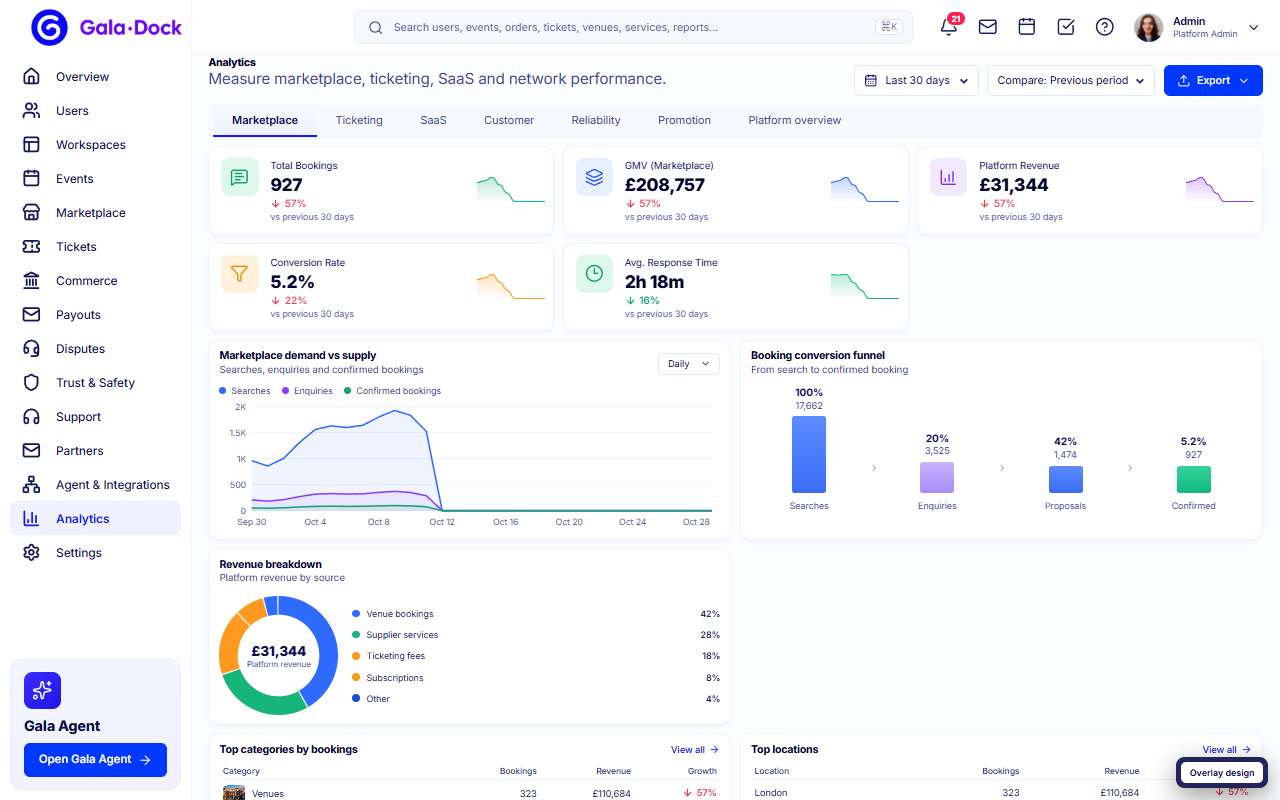 Gala·Dock
Search users, events, orders, tickets, venues, services, reports...
⌘K
21
Admin
Platform Admin
Overview
Users
Workspaces
Events
Marketplace
Tickets
Commerce
Payouts
Disputes
Trust & Safety
Support
Partners
Agent & Integrations
Analytics
Settings
Gala Agent
Open Gala Agent
Analytics
Measure marketplace, ticketing, SaaS and network performance.
Last 30 days
Compare: Previous period
Export
Marketplace
Ticketing
SaaS
Customer
Reliability
Promotion
Platform overview
Total Bookings
927
↓ 57%
vs previous 30 days
GMV (Marketplace)
£208,757
↓ 57%
vs previous 30 days
Platform Revenue
£31,344
↓ 57%
vs previous 30 days
Conversion Rate
5.2%
↓ 22%
vs previous 30 days
Avg. Response Time
2h 18m
↓ 16%
vs previous 30 days
Marketplace demand vs supply
Searches, enquiries and confirmed bookings
Daily
Searches
Enquiries
Confirmed bookings
2K
1.5K
1K
500
0
Sep 30
Oct 4
Oct 8
Oct 12
Oct 16
Oct 20
Oct 24
Oct 28
Booking conversion funnel
From search to confirmed booking
100%
17,662
Searches
›
20%
3,525
Enquiries
›
42%
1,474
Proposals
›
5.2%
927
Confirmed
Revenue breakdown
Platform revenue by source
£31,344
Platform revenue
Venue bookings 42%
Supplier services 28%
Ticketing fees 18%
Subscriptions 8%
Other 4%
Top categories by bookings
View all →
Category Bookings Revenue Growth
Venues 323 £110,684 ↓ 57%
Top locations
View all →
Location Bookings Revenue
London 323 £110,684 ↓ 57%
Overlay design